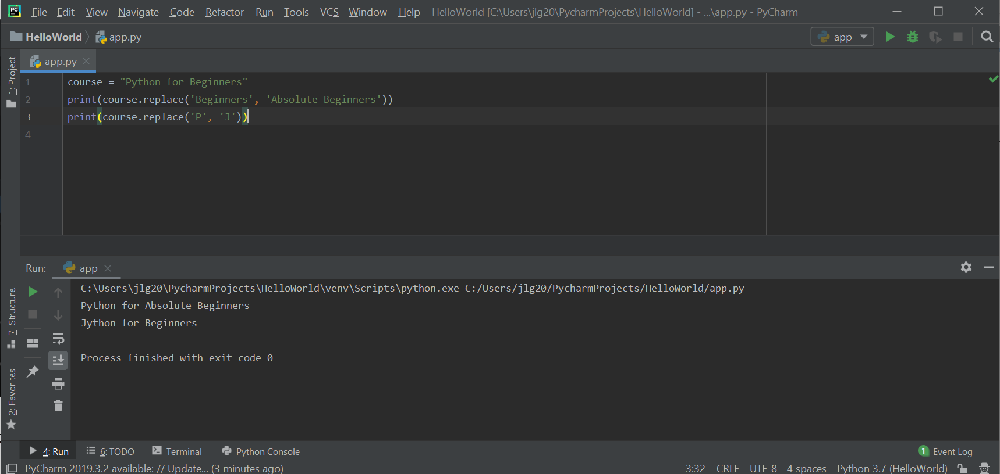 PC File Edit View Navigate Code Refactor Run Tools VCS Window Help HelloWorld [C:\Users\jlg20\PycharmProjects\HelloWorld] - ...\app.py - PyCharm
HelloWorld app.py app
1: Project
app.py
1 course = "Python for Beginners"
2 print(course.replace('Beginners', 'Absolute Beginners'))
3 print(course.replace('P', 'J'))
4
Run: app
7: Structure
2: Favorites
C:\Users\jlg20\PycharmProjects\HelloWorld\venv\Scripts\python.exe C:/Users/jlg20/PycharmProjects/HelloWorld/app.py
Python for Absolute Beginners
Jython for Beginners
Process finished with exit code 0
4: Run 6: TODO Terminal Python Console 1 Event Log
PyCharm 2019.3.2 available: // Update... (3 minutes ago) 3:32 CRLF UTF-8 4 spaces Python 3.7 (HelloWorld)